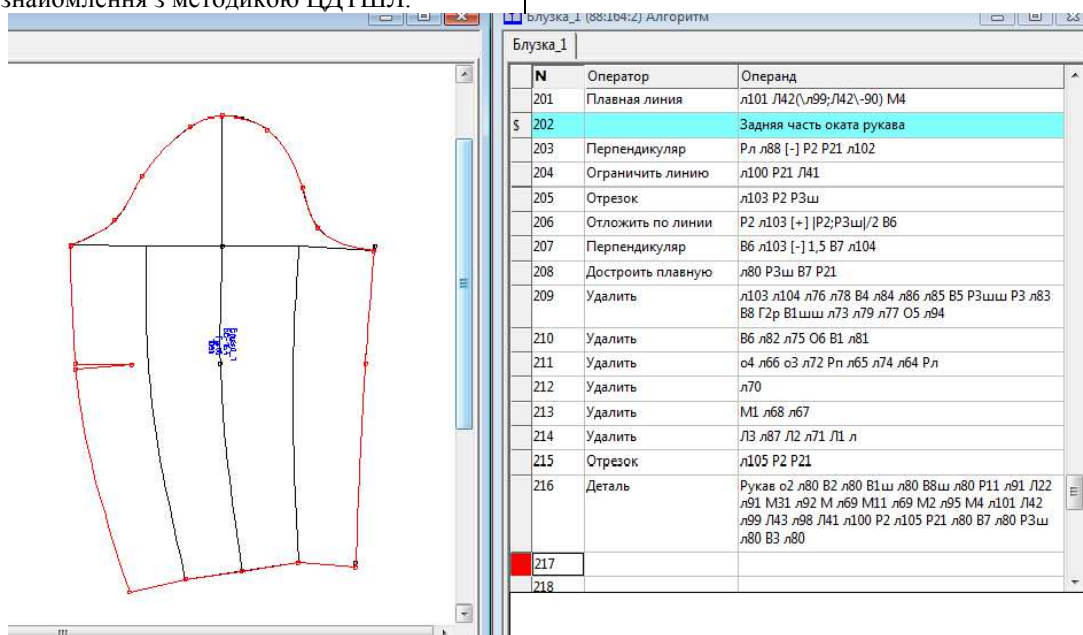 знайомлення з методикою ЦДТШЛ.
Блузка_1 (88:164:2) Алгоритм
Блузка_1
N Оператор Операнд
201 Плавная линия л101 Л42(\л99;Л42\-90) М4
S 202 Задняя часть оката рукава
203 Перпендикуляр Рл л88 [-] Р2 Р21 л102
204 Ограничить линию л100 Р21 Л41
205 Отрезок л103 Р2 Р3ш
206 Отложить по линии Р2 л103 [+] |Р2;Р3ш|/2 В6
207 Перпендикуляр В6 л103 [-] 1,5 В7 л104
208 Достроить плавную л80 Р3ш В7 Р21
209 Удалить л103 л104 л76 л78 В4 л84 л86 л85 В5 Р3шш Р3 л83
В8 Г2р В1шш л73 л79 л77 О5 л94
210 Удалить В6 л82 л75 О6 В1 л81
211 Удалить о4 л66 о3 л72 Рп л65 л74 л64 Рл
212 Удалить л70
213 Удалить М1 л68 л67
214 Удалить Л3 л87 Л2 л71 Л1 л
215 Отрезок л105 Р2 Р21
216 Деталь Рукав о2 л80 В2 л80 В1ш л80 В8ш л80 Р11 л91 Л22
л91 М31 л92 М л69 М11 л69 М2 л95 М4 л101 Л42
л99 Л43 л98 Л41 л100 Р2 л105 Р21 л80 В7 л80 Р3ш
л80 В3 л80
217
218